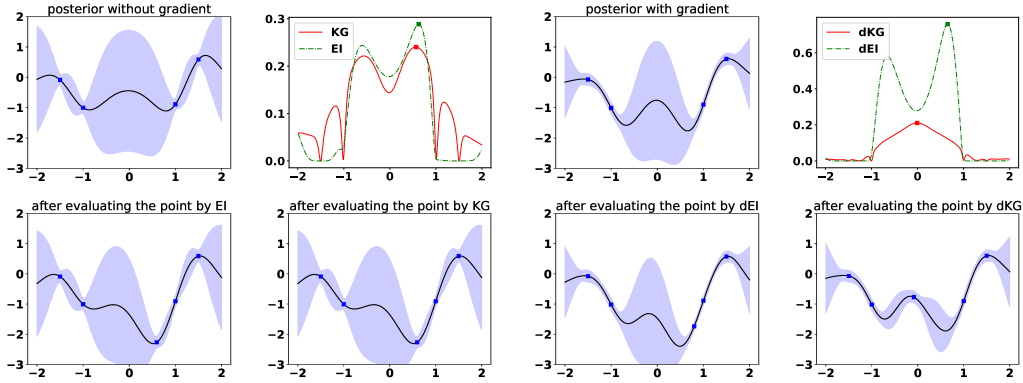 posterior without gradient
2
1
0
−1
−2
−3
−2 −1 0 1 2
KG
EI
0.3
0.2
0.1
0.0
−2 −1 0 1 2
posterior with gradient
2
1
0
−1
−2
−3
−2 −1 0 1 2
dKG
dEI
0.6
0.4
0.2
0.0
−2 −1 0 1 2
after evaluating the point by EI
2
1
0
−1
−2
−3
−2 −1 0 1 2
after evaluating the point by KG
2
1
0
−1
−2
−3
−2 −1 0 1 2
after evaluating the point by dEI
2
1
0
−1
−2
−3
−2 −1 0 1 2
after evaluating the point by dKG
2
1
0
−1
−2
−3
−2 −1 0 1 2